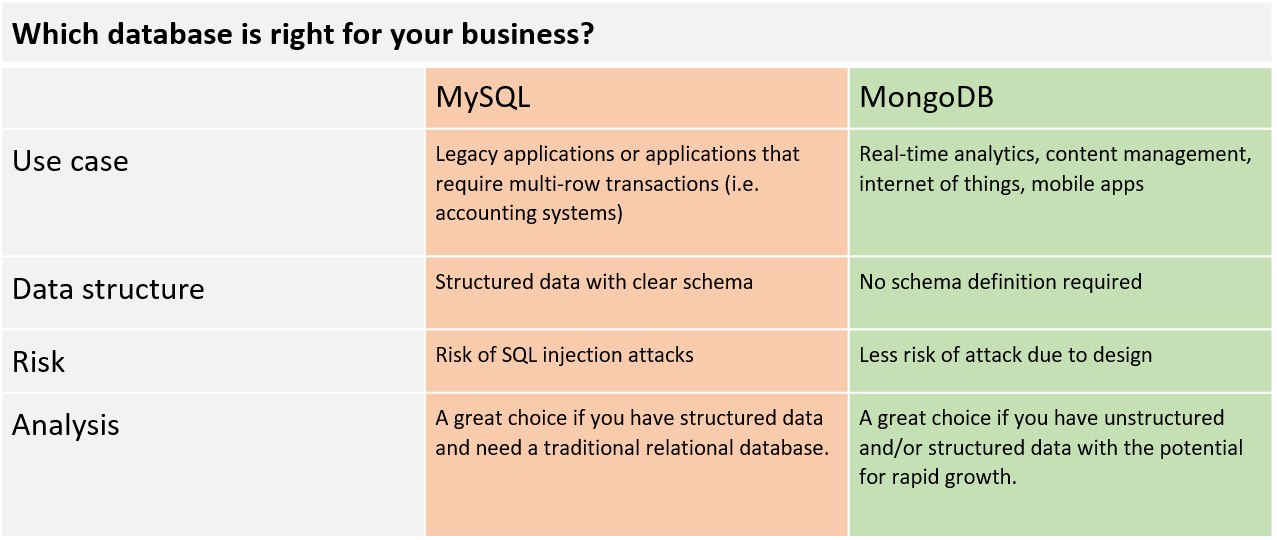 Which database is right for your business?
MySQL
MongoDB
Use case
Legacy applications or applications that
require multi-row transactions (i.e.
accounting systems)
Real-time analytics, content management,
internet of things, mobile apps
Data structure
Structured data with clear schema
No schema definition required
Risk
Risk of SQL injection attacks
Less risk of attack due to design
Analysis
A great choice if you have structured data
and need a traditional relational database.
A great choice if you have unstructured
and/or structured data with the potential
for rapid growth.